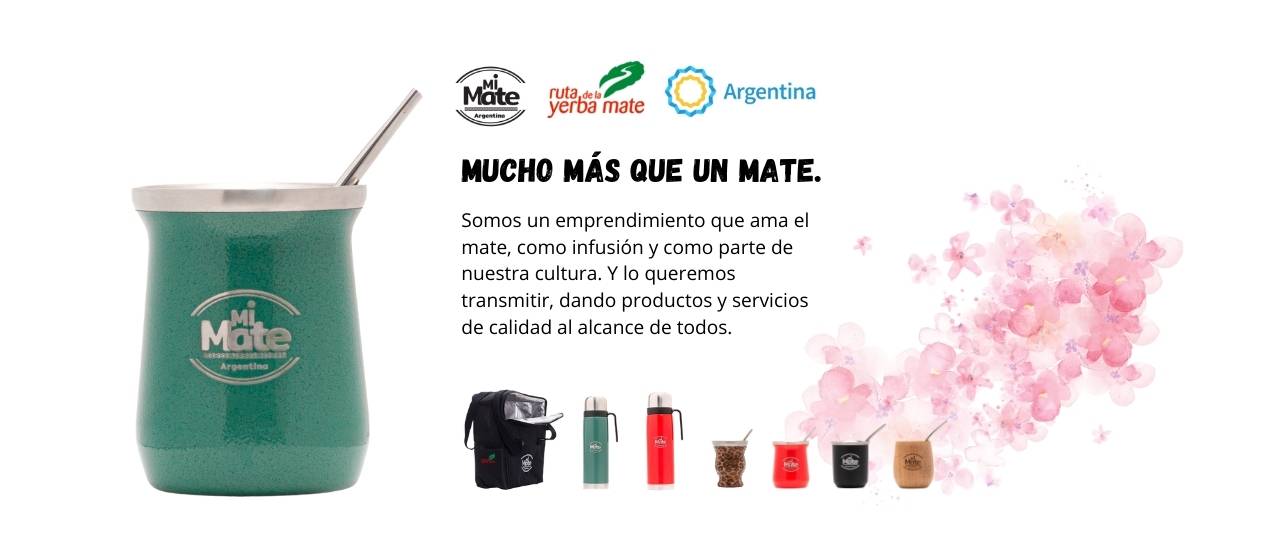 Mi
Mate
Argentina
ruta de la
yerba mate
Argentina
MUCHO MÁS QUE UN MATE.
Somos un emprendimiento que ama el
mate, como infusión y como parte de
nuestra cultura. Y lo queremos
transmitir, dando productos y servicios
de calidad al alcance de todos.
Mi
Mate
Argentina